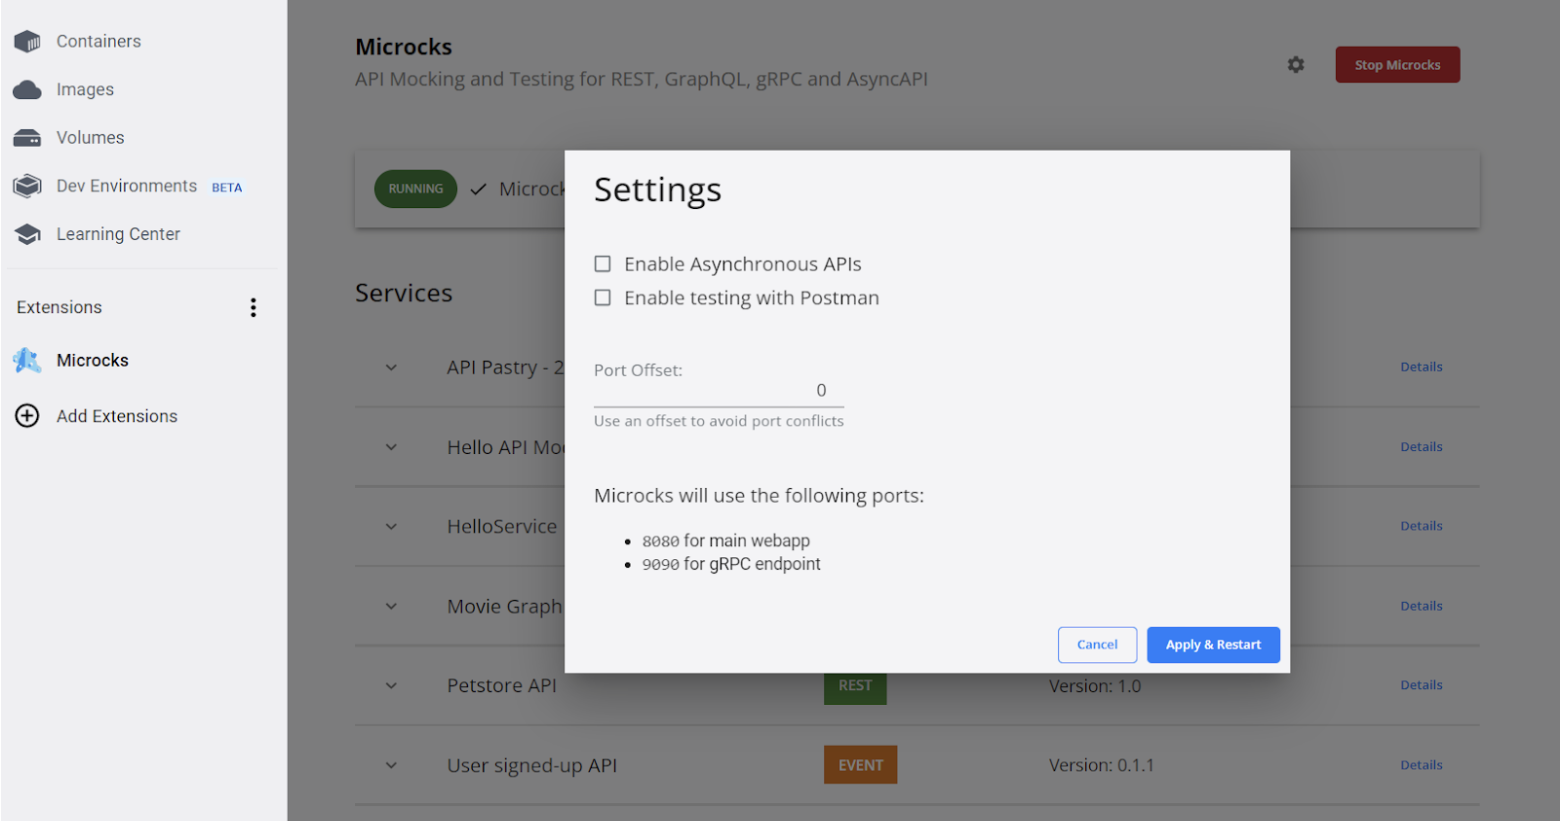 Containers
Images
Volumes
Dev Environments BETA
Learning Center
Extensions
Microcks
Add Extensions
Microcks
API Mocking and Testing for REST, GraphQL, gRPC and AsyncAPI
Stop Microcks
RUNNING
Services
API Pastry - 2 Details
Hello API Details
HelloService Details
Movie Graph Details
Petstore API REST Version: 1.0 Details
User signed-up API EVENT Version: 0.1.1 Details
Settings
Enable Asynchronous APIs
Enable testing with Postman
Port Offset:
0
Use an offset to avoid port conflicts
Microcks will use the following ports:
8080 for main webapp
9090 for gRPC endpoint
Cancel Apply & Restart